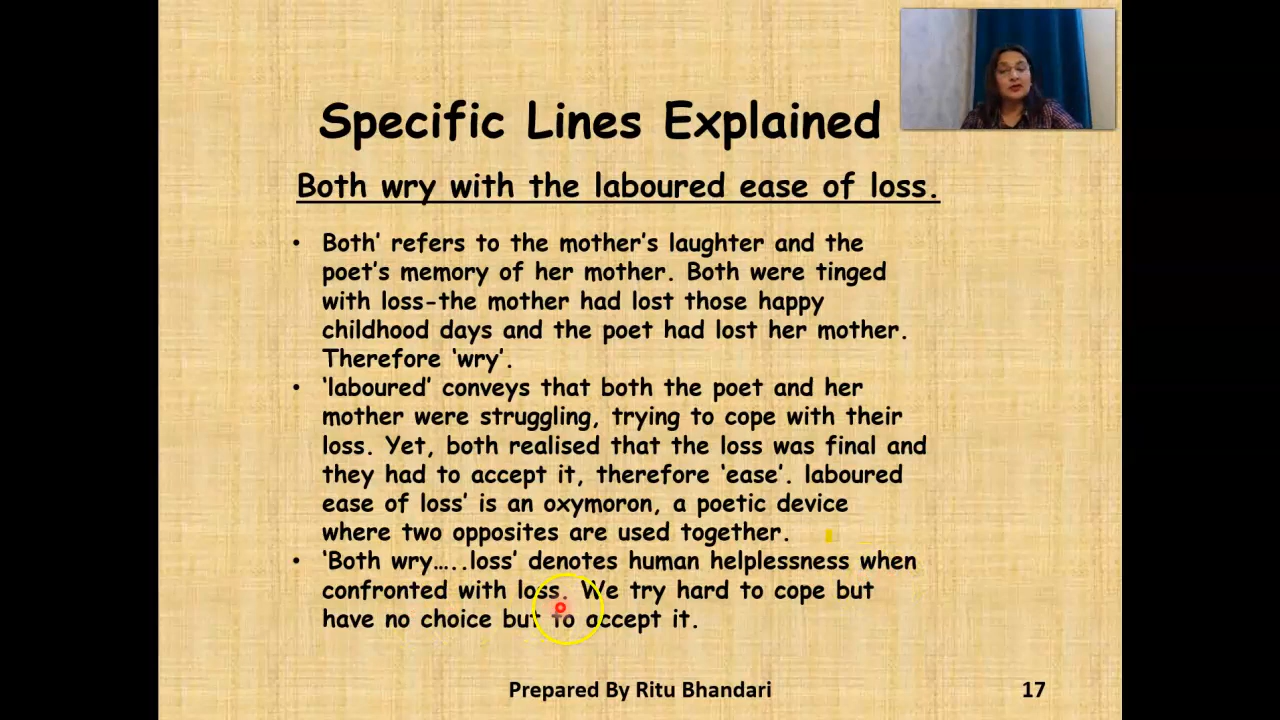 Specific Lines Explained
Both wry with the laboured ease of loss.
• Both’ refers to the mother’s laughter and the
poet’s memory of her mother. Both were tinged
with loss-the mother had lost those happy
childhood days and the poet had lost her mother.
Therefore ‘wry’.
• ‘laboured’ conveys that both the poet and her
mother were struggling, trying to cope with their
loss. Yet, both realised that the loss was final and
they had to accept it, therefore ‘ease’. laboured
ease of loss’ is an oxymoron, a poetic device
where two opposites are used together.
• ‘Both wry…..loss’ denotes human helplessness when
confronted with loss. We try hard to cope but
have no choice but to accept it.
Prepared By Ritu Bhandari
17